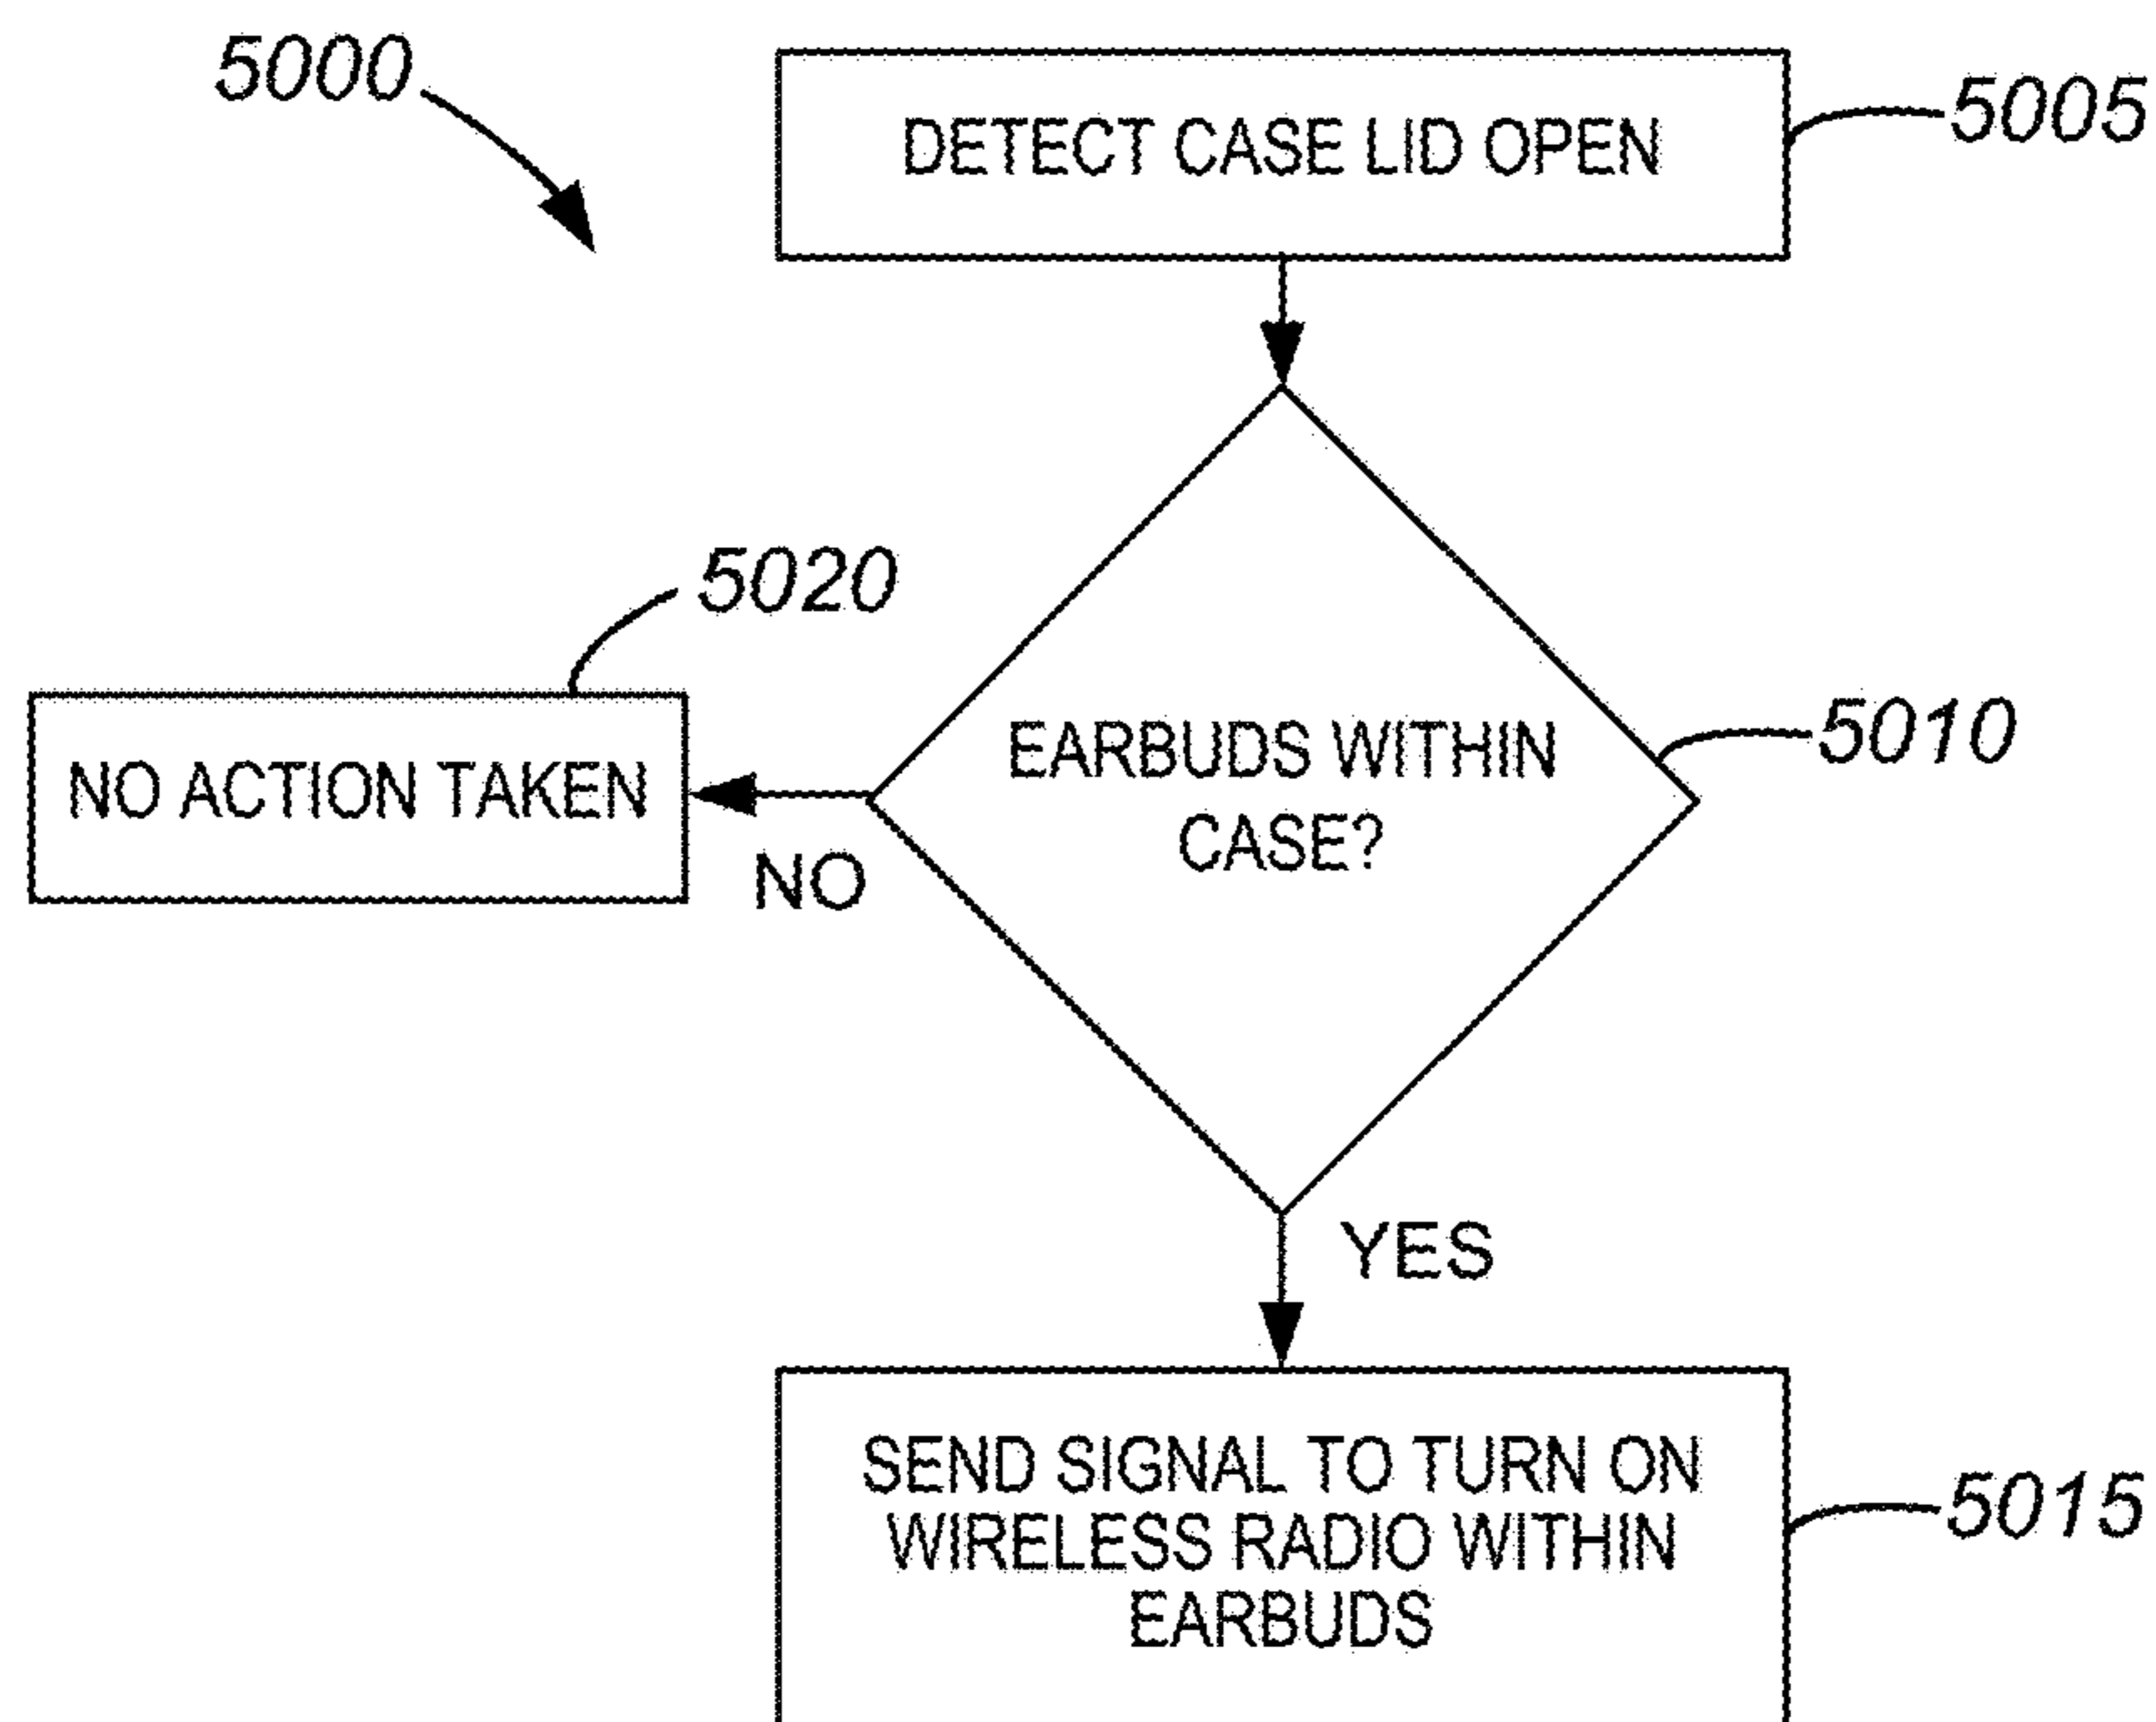 5000
DETECT CASE LID OPEN
5005
5020
NO ACTION TAKEN
NO
EARBUDS WITHIN
CASE?
5010
YES
SEND SIGNAL TO TURN ON
WIRELESS RADIO WITHIN
EARBUDS
5015